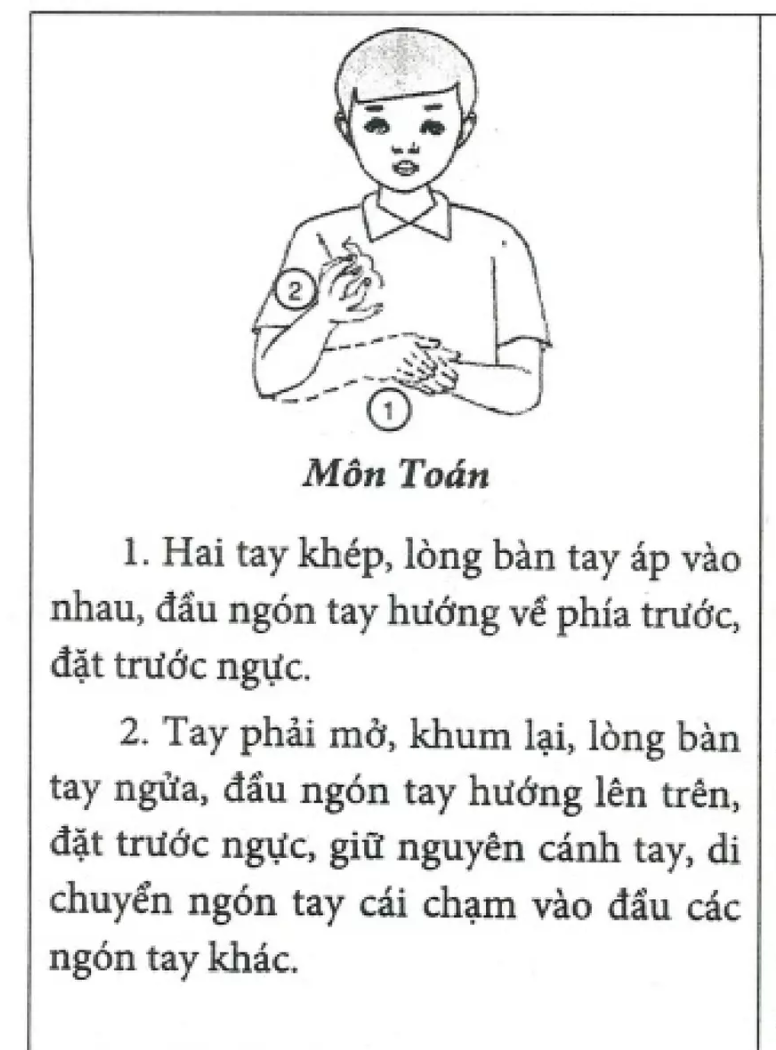 2
1
Môn Toán
1. Hai tay khép, lòng bàn tay áp vào
nhau, đầu ngón tay hướng về phía trước,
đặt trước ngực.
2. Tay phải mở, khum lại, lòng bàn
tay ngửa, đầu ngón tay hướng lên trên,
đặt trước ngực, giữ nguyên cánh tay, di
chuyển ngón tay cái chạm vào đầu các
ngón tay khác.